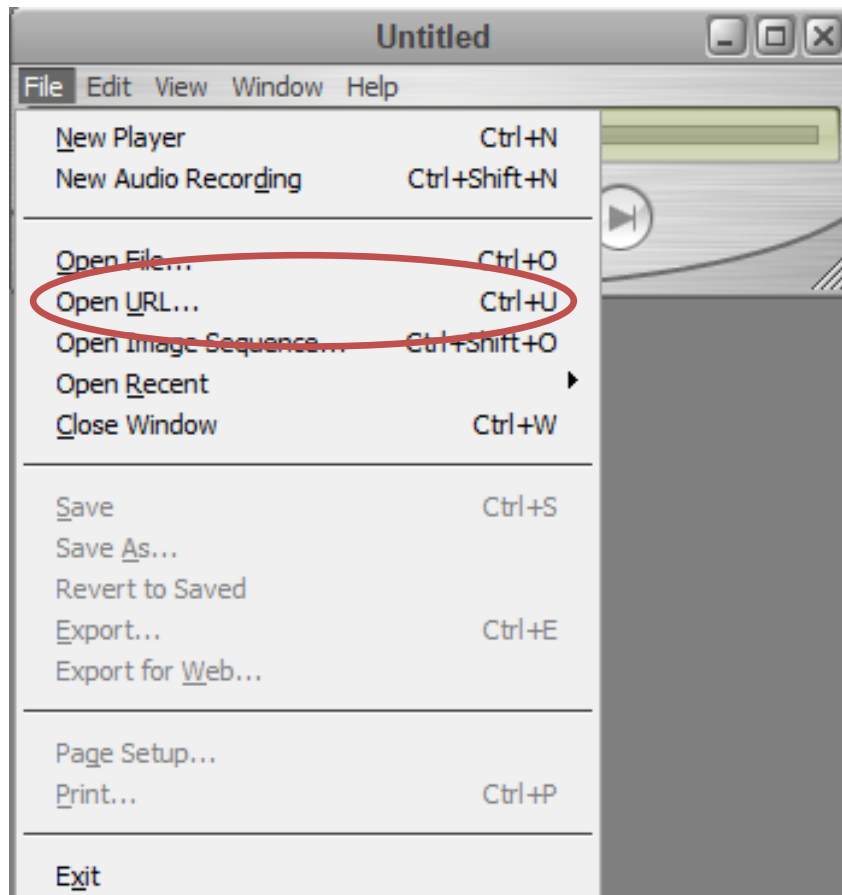 Untitled
File Edit View Window Help
New Player Ctrl+N
New Audio Recording Ctrl+Shift+N
Open File... Ctrl+O
Open URL... Ctrl+U
Open Image Sequence... Ctrl+Shift+O
Open Recent
Close Window Ctrl+W
Save Ctrl+S
Save As...
Revert to Saved
Export... Ctrl+E
Export for Web...
Page Setup...
Print... Ctrl+P
Exit